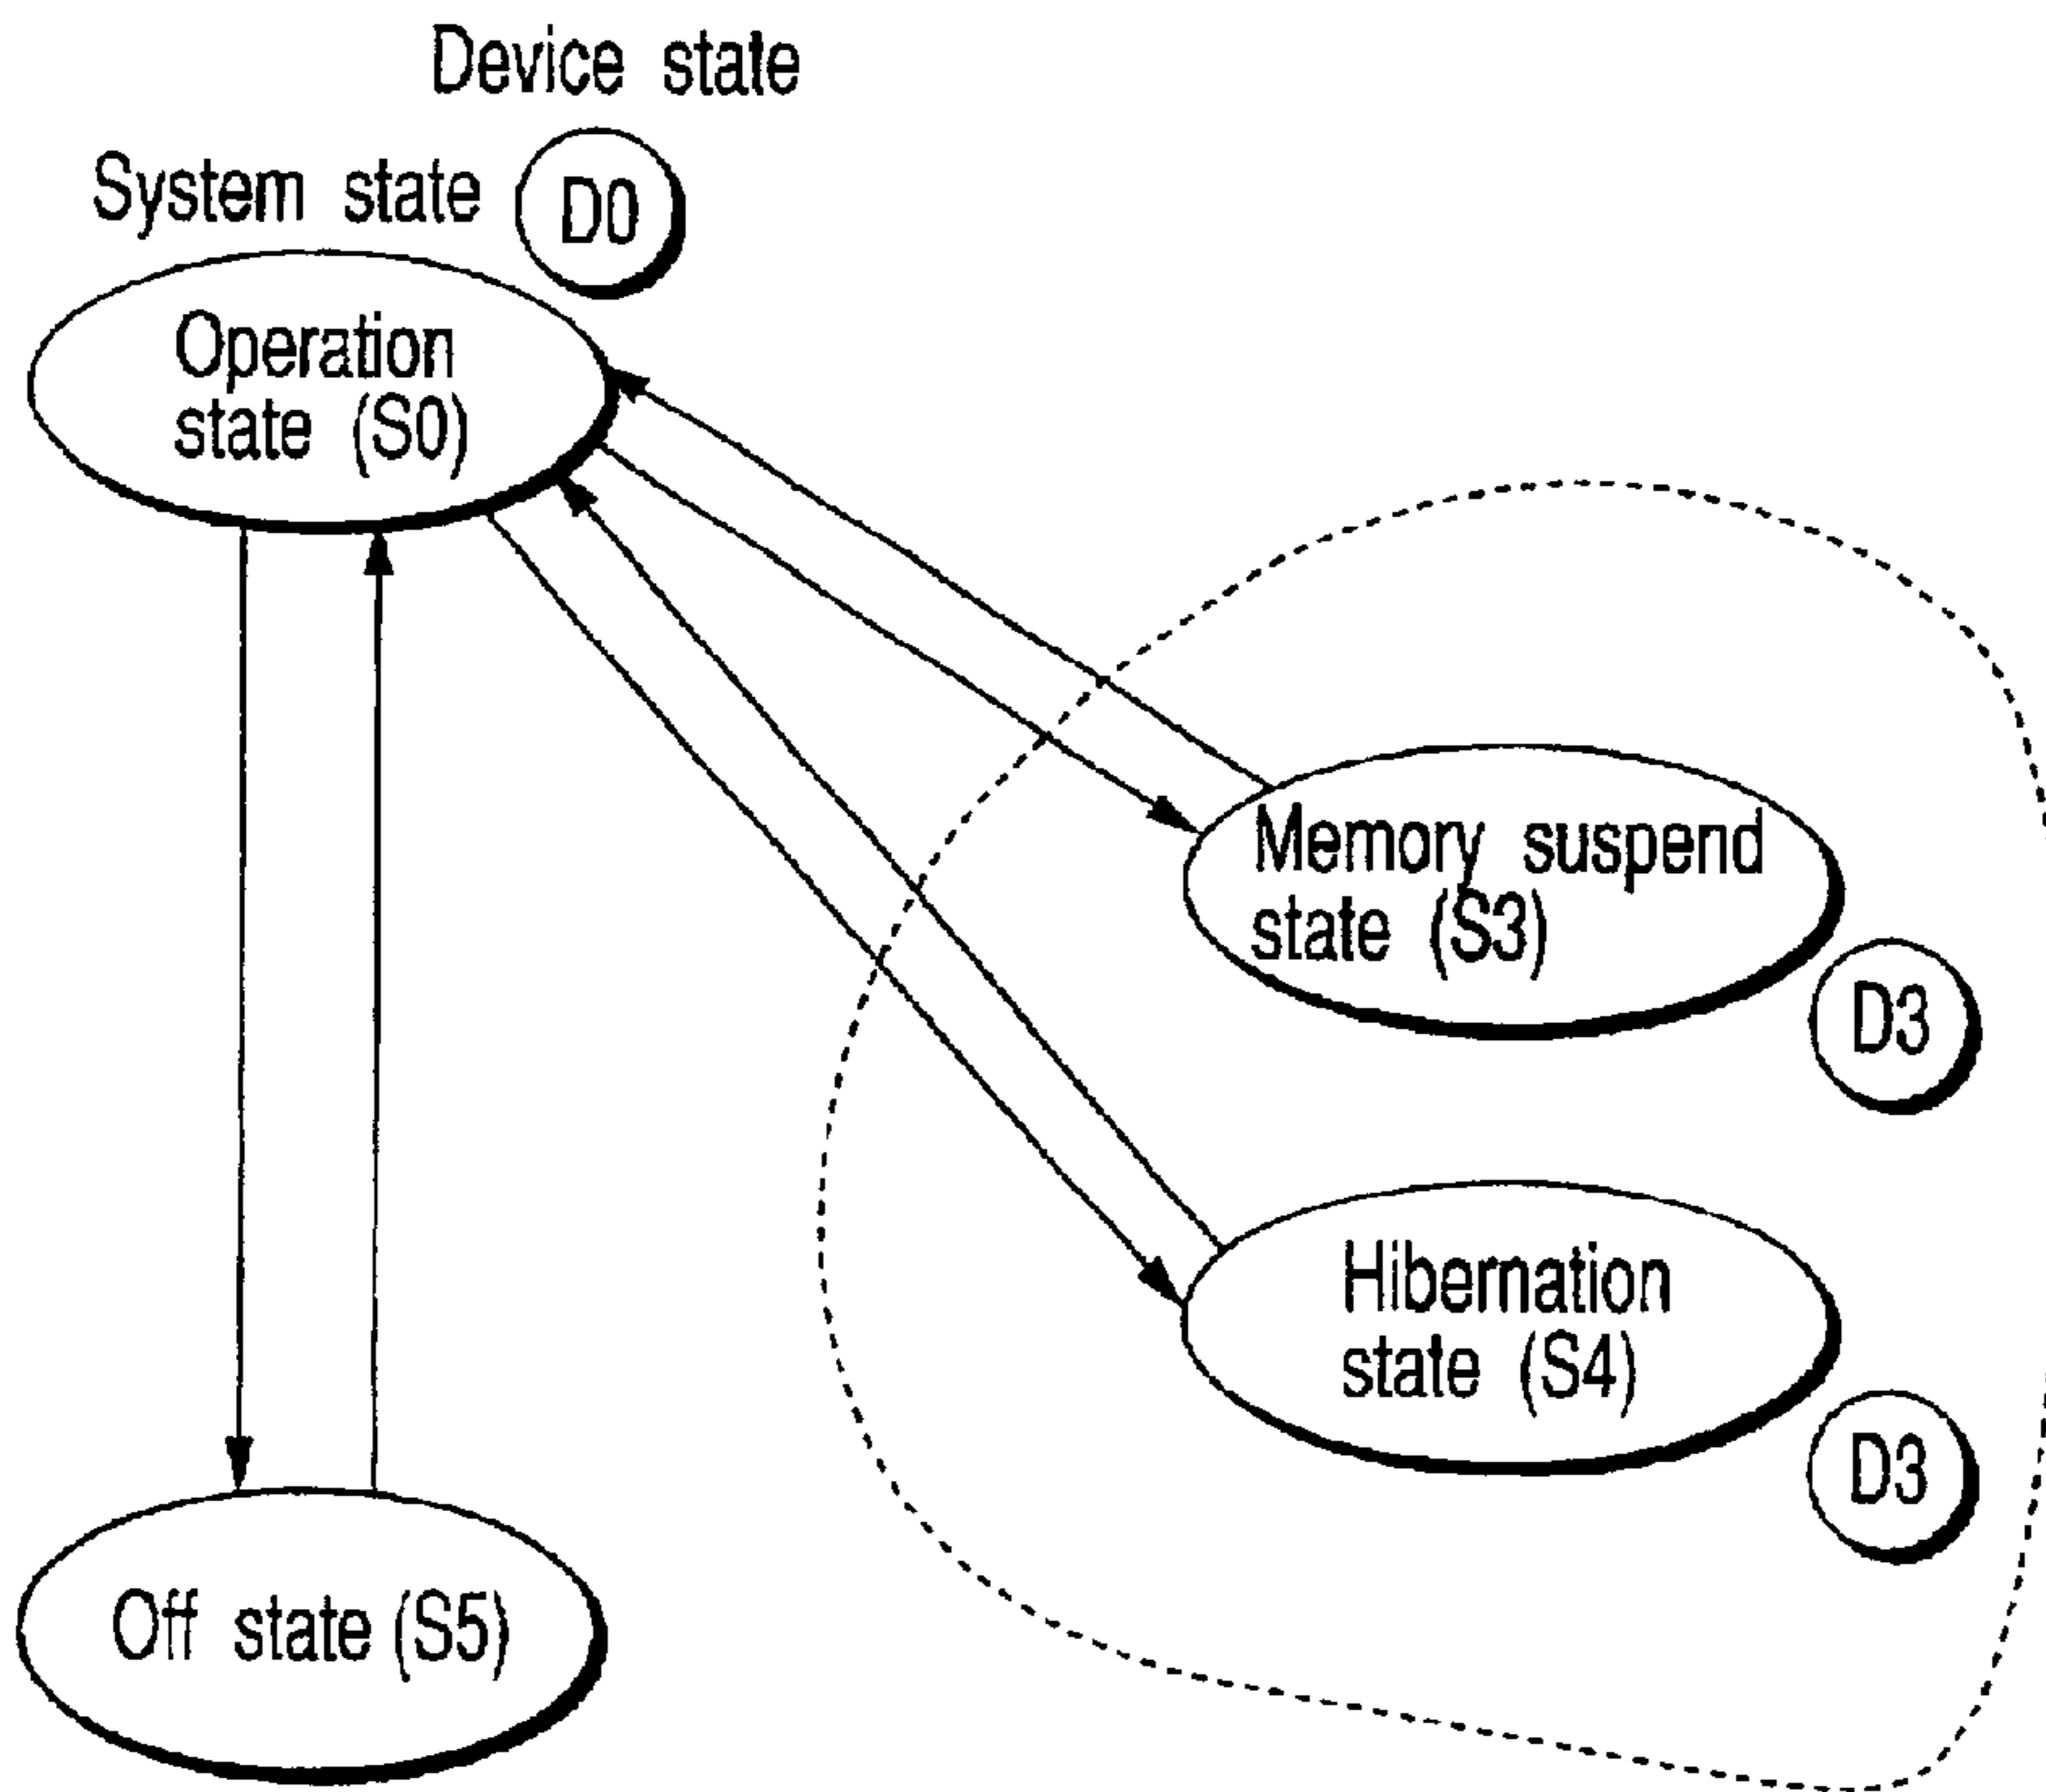 Device state
System state
D0
Operation
state (S0)
Memory suspend
state (S3)
D3
Hibernation
state (S4)
D3
Off state (S5)